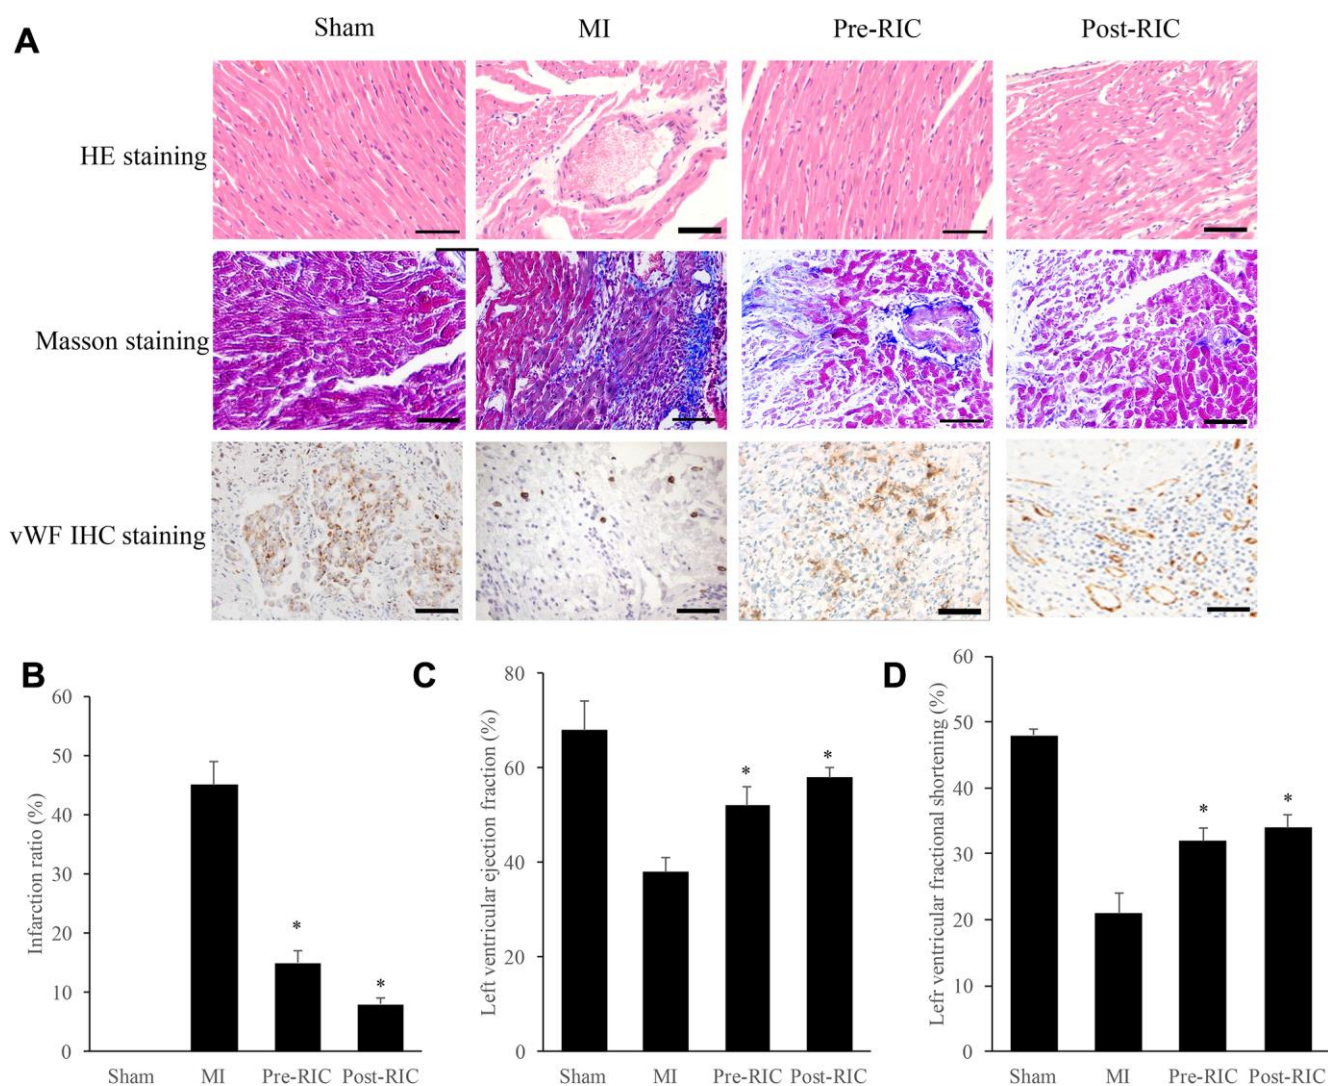 A
Sham
MI
Pre-RIC
Post-RIC
HE staining
Masson staining
vWF IHC staining
B
Infarction ratio (%)
60
50
40
30
20
10
0
*
*
Sham
MI
Pre-RIC
Post-RIC
C
Left ventricular ejection fraction (%)
80
60
40
20
0
*
*
Sham
MI
Pre-RIC
Post-RIC
D
Lefr ventricular fractional shortening (%)
60
50
40
30
20
10
0
*
*
Sham
MI
Pre-RIC
Post-RIC